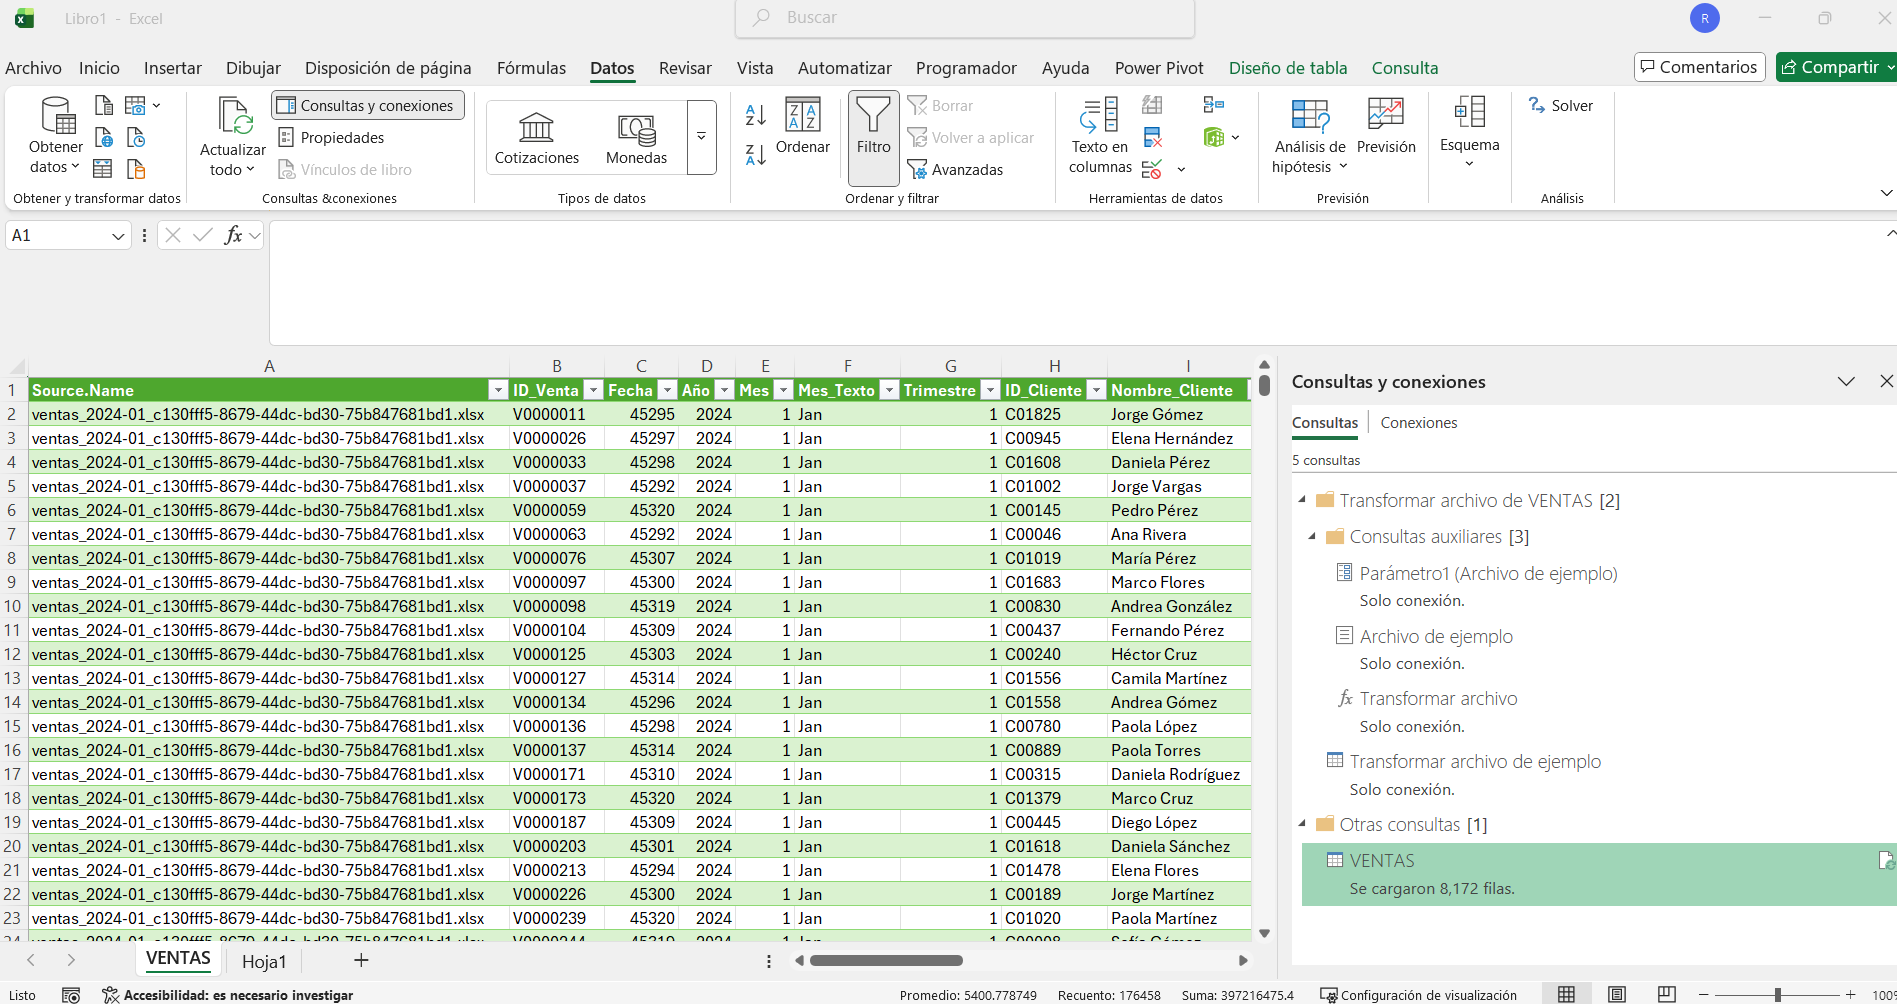 Libro1 - Excel
Buscar
R
Archivo Inicio Insertar Dibujar Disposición de página Fórmulas Datos Revisar Vista Automatizar Programador Ayuda Power Pivot Diseño de tabla Consulta
Comentarios
Compartir
Obtener datos
Obtener y transformar datos
Actualizar todo
Consultas y conexiones
Propiedades
Vínculos de libro
Consultas &conexiones
Cotizaciones
Monedas
Tipos de datos
Ordenar
Filtro
Borrar
Volver a aplicar
Avanzadas
Ordenar y filtrar
Texto en columnas
Herramientas de datos
Análisis de hipótesis
Previsión
Previsión
Esquema
Solver
Análisis
A1
fx
A B C D E F G H I
1 Source.Name ID_Venta Fecha Año Mes Mes_Texto Trimestre ID_Cliente Nombre_Cliente
2 ventas_2024-01_c130fff5-8679-44dc-bd30-75b847681bd1.xlsx V0000011 45295 2024 1 Jan 1 C01825 Jorge Gómez
3 ventas_2024-01_c130fff5-8679-44dc-bd30-75b847681bd1.xlsx V0000026 45297 2024 1 Jan 1 C00945 Elena Hernández
4 ventas_2024-01_c130fff5-8679-44dc-bd30-75b847681bd1.xlsx V0000033 45298 2024 1 Jan 1 C01608 Daniela Pérez
5 ventas_2024-01_c130fff5-8679-44dc-bd30-75b847681bd1.xlsx V0000037 45292 2024 1 Jan 1 C01002 Jorge Vargas
6 ventas_2024-01_c130fff5-8679-44dc-bd30-75b847681bd1.xlsx V0000059 45320 2024 1 Jan 1 C00145 Pedro Pérez
7 ventas_2024-01_c130fff5-8679-44dc-bd30-75b847681bd1.xlsx V0000063 45292 2024 1 Jan 1 C00046 Ana Rivera
8 ventas_2024-01_c130fff5-8679-44dc-bd30-75b847681bd1.xlsx V0000076 45307 2024 1 Jan 1 C01019 María Pérez
9 ventas_2024-01_c130fff5-8679-44dc-bd30-75b847681bd1.xlsx V0000097 45300 2024 1 Jan 1 C01683 Marco Flores
10 ventas_2024-01_c130fff5-8679-44dc-bd30-75b847681bd1.xlsx V0000098 45319 2024 1 Jan 1 C00830 Andrea González
11 ventas_2024-01_c130fff5-8679-44dc-bd30-75b847681bd1.xlsx V0000104 45309 2024 1 Jan 1 C00437 Fernando Pérez
12 ventas_2024-01_c130fff5-8679-44dc-bd30-75b847681bd1.xlsx V0000125 45303 2024 1 Jan 1 C00240 Héctor Cruz
13 ventas_2024-01_c130fff5-8679-44dc-bd30-75b847681bd1.xlsx V0000127 45314 2024 1 Jan 1 C01556 Camila Martínez
14 ventas_2024-01_c130fff5-8679-44dc-bd30-75b847681bd1.xlsx V0000134 45296 2024 1 Jan 1 C01558 Andrea Gómez
15 ventas_2024-01_c130fff5-8679-44dc-bd30-75b847681bd1.xlsx V0000136 45298 2024 1 Jan 1 C00780 Paola López
16 ventas_2024-01_c130fff5-8679-44dc-bd30-75b847681bd1.xlsx V0000137 45314 2024 1 Jan 1 C00889 Paola Torres
17 ventas_2024-01_c130fff5-8679-44dc-bd30-75b847681bd1.xlsx V0000171 45310 2024 1 Jan 1 C00315 Daniela Rodríguez
18 ventas_2024-01_c130fff5-8679-44dc-bd30-75b847681bd1.xlsx V0000173 45320 2024 1 Jan 1 C01379 Marco Cruz
19 ventas_2024-01_c130fff5-8679-44dc-bd30-75b847681bd1.xlsx V0000187 45309 2024 1 Jan 1 C00445 Diego López
20 ventas_2024-01_c130fff5-8679-44dc-bd30-75b847681bd1.xlsx V0000203 45301 2024 1 Jan 1 C01618 Daniela Sánchez
21 ventas_2024-01_c130fff5-8679-44dc-bd30-75b847681bd1.xlsx V0000213 45294 2024 1 Jan 1 C01478 Elena Flores
22 ventas_2024-01_c130fff5-8679-44dc-bd30-75b847681bd1.xlsx V0000226 45300 2024 1 Jan 1 C00189 Jorge Martínez
23 ventas_2024-01_c130fff5-8679-44dc-bd30-75b847681bd1.xlsx V0000239 45320 2024 1 Jan 1 C01020 Paola Martínez
Consultas y conexiones
Consultas Conexiones
5 consultas
Transformar archivo de VENTAS [2]
Consultas auxiliares [3]
Parámetro1 (Archivo de ejemplo)
Solo conexión.
Archivo de ejemplo
Solo conexión.
fx Transformar archivo
Solo conexión.
Transformar archivo de ejemplo
Solo conexión.
Otras consultas [1]
VENTAS
Se cargaron 8,172 filas.
VENTAS Hoja1
Listo
Accesibilidad: es necesario investigar
Promedio: 5400.778749 Recuento: 176458 Suma: 397216475.4
Configuración de visualización